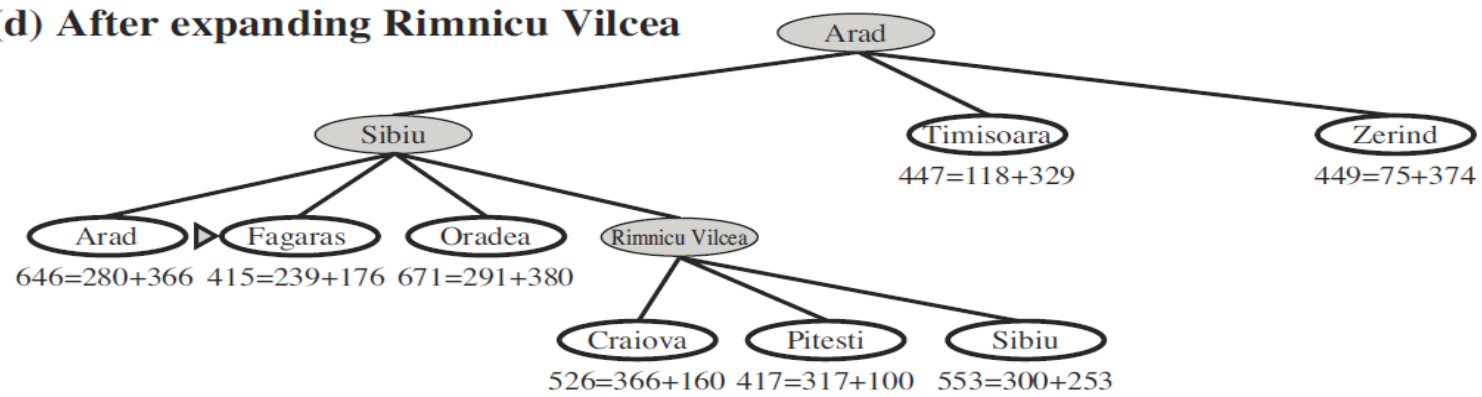 (d) After expanding Rimnicu Vilcea
Arad
Sibiu
Timisoara
Zerind
447=118+329
449=75+374
Arad
Fagaras
Oradea
Rimnicu Vilcea
646=280+366
415=239+176
671=291+380
Craiova
Pitesti
Sibiu
526=366+160
417=317+100
553=300+253